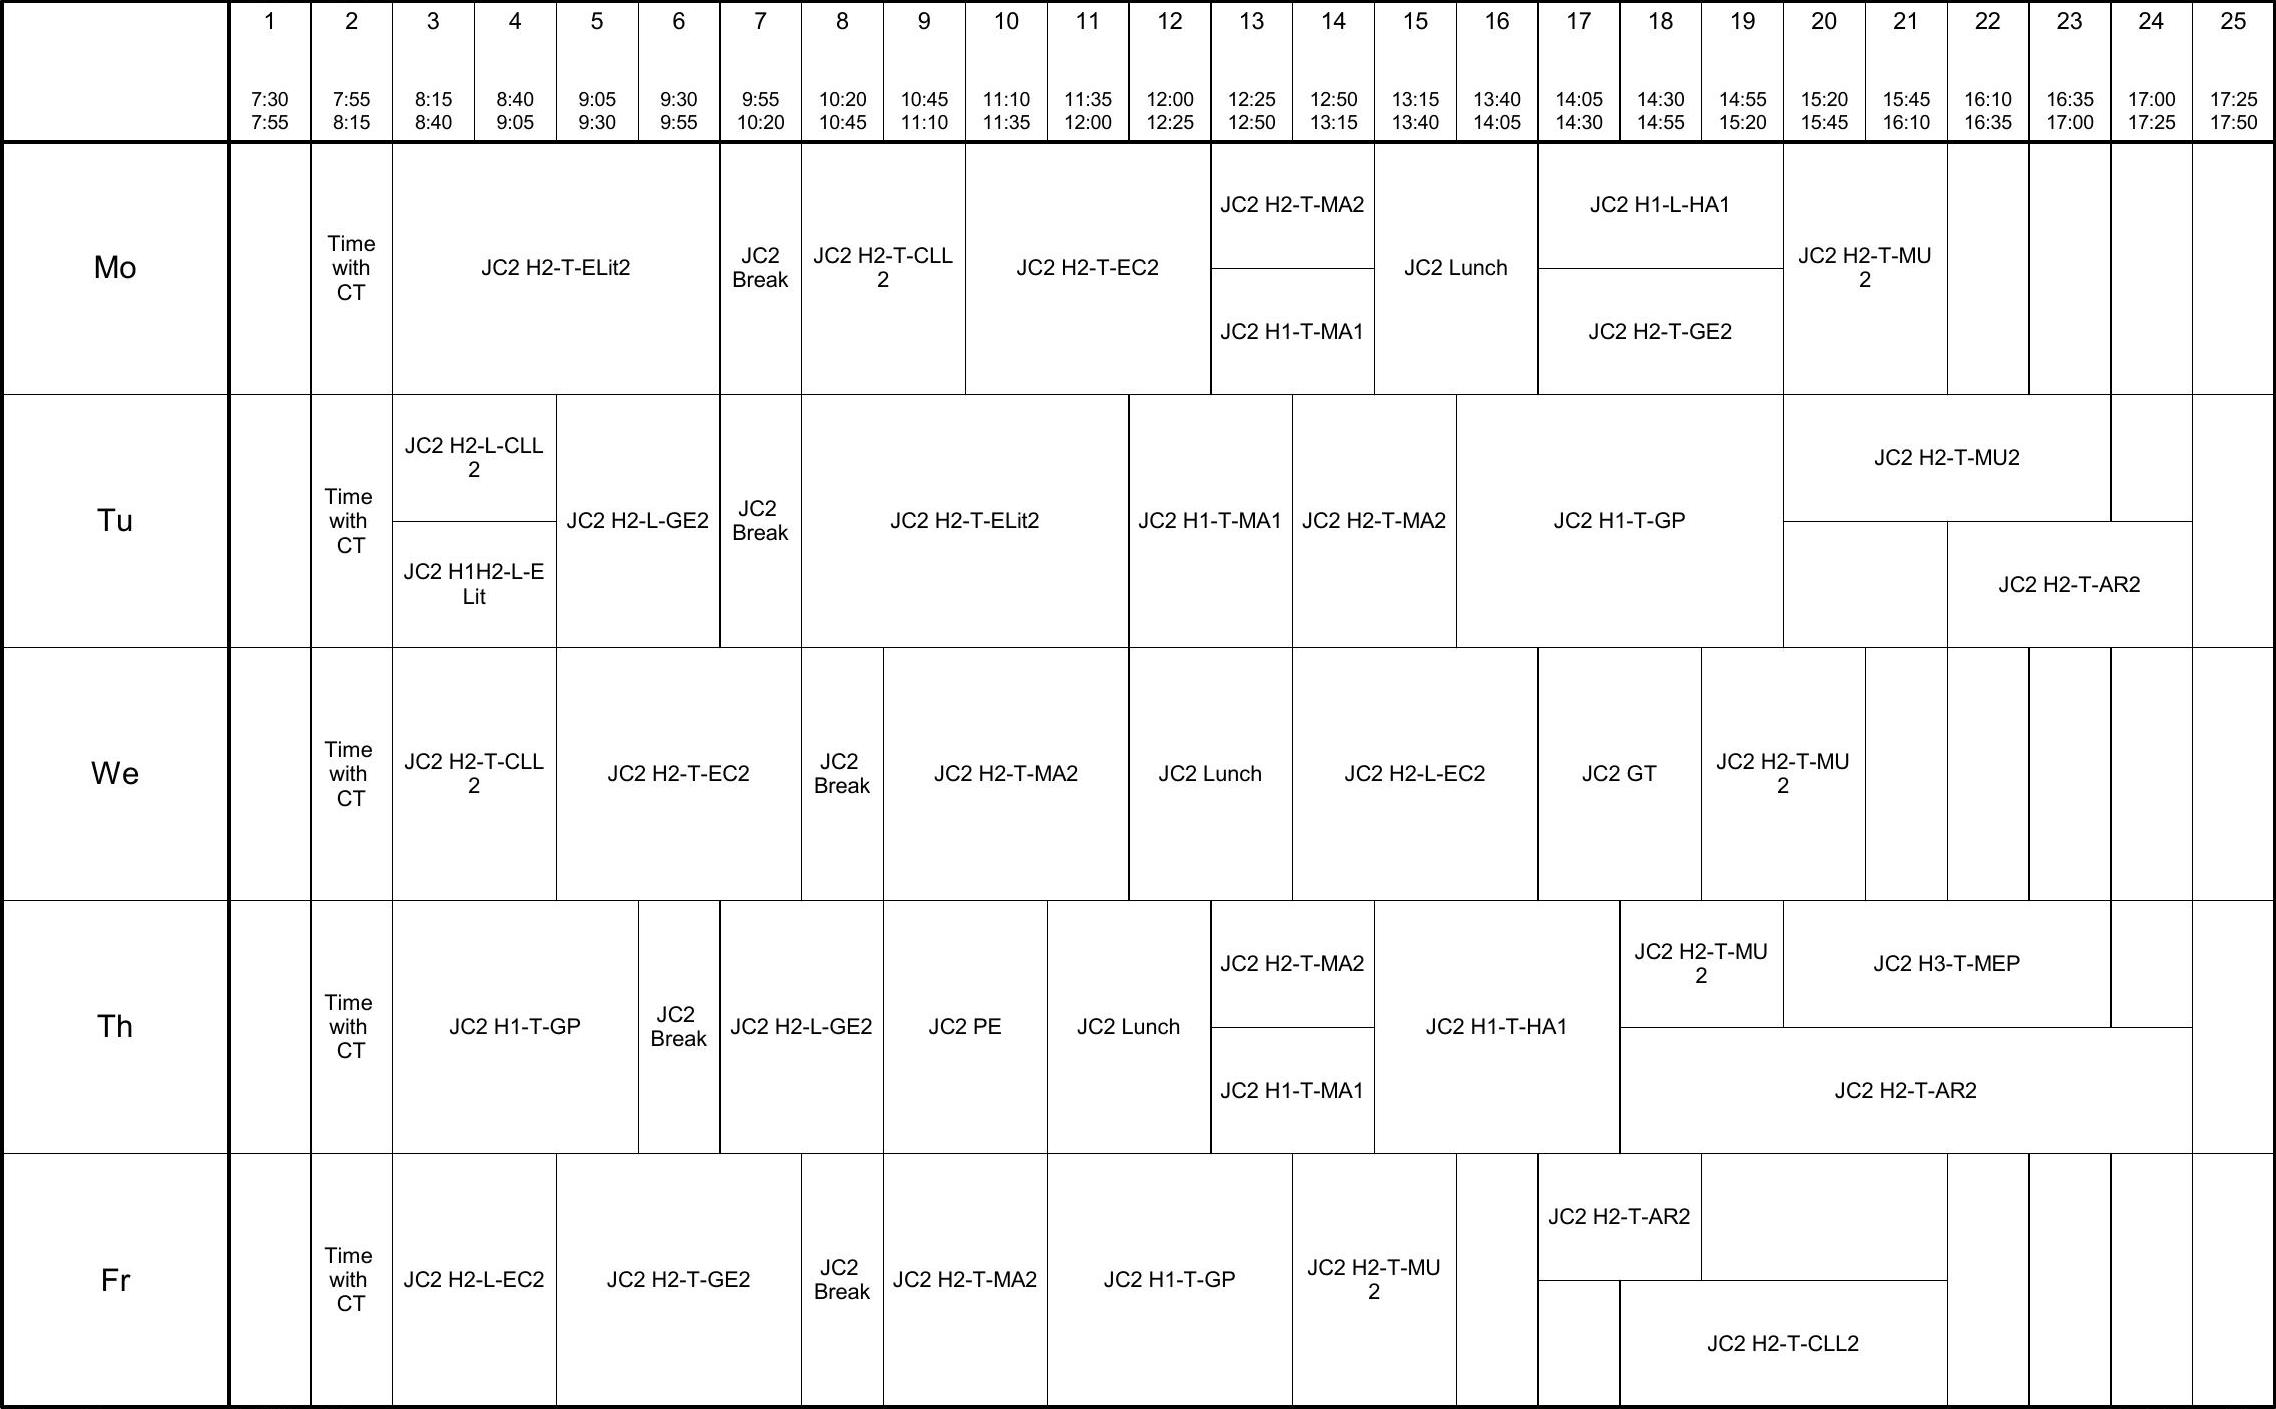 1 2 3 4 5 6 7 8 9 10 11 12 13 14 15 16 17 18 19 20 21 22 23 24 25
7:30 7:55 8:15 8:40 9:05 9:30 9:55 10:20 10:45 11:10 11:35 12:00 12:25 12:50 13:15 13:40 14:05 14:30 14:55 15:20 15:45 16:10 16:35 17:00 17:25
7:55 8:15 8:40 9:05 9:30 9:55 10:20 10:45 11:10 11:35 12:00 12:25 12:50 13:15 13:40 14:05 14:30 14:55 15:20 15:45 16:10 16:35 17:00 17:25 17:50
Mo
Time
with
CT
JC2 H2-T-ELit2
JC2
Break
JC2 H2-T-CLL
2
JC2 H2-T-EC2
JC2 H2-T-MA2
JC2 H1-T-MA1
JC2 Lunch
JC2 H1-L-HA1
JC2 H2-T-GE2
JC2 H2-T-MU
2
Tu
Time
with
CT
JC2 H2-L-CLL
2
JC2 H1H2-L-E
Lit
JC2 H2-L-GE2
JC2
Break
JC2 H2-T-ELit2
JC2 H1-T-MA1
JC2 H2-T-MA2
JC2 H1-T-GP
JC2 H2-T-MU2
JC2 H2-T-AR2
We
Time
with
CT
JC2 H2-T-CLL
2
JC2 H2-T-EC2
JC2
Break
JC2 H2-T-MA2
JC2 Lunch
JC2 H2-L-EC2
JC2 GT
JC2 H2-T-MU
2
Th
Time
with
CT
JC2 H1-T-GP
JC2
Break
JC2 H2-L-GE2
JC2 PE
JC2 Lunch
JC2 H2-T-MA2
JC2 H1-T-MA1
JC2 H1-T-HA1
JC2 H2-T-MU
2
JC2 H3-T-MEP
JC2 H2-T-AR2
Fr
Time
with
CT
JC2 H2-L-EC2
JC2 H2-T-GE2
JC2
Break
JC2 H2-T-MA2
JC2 H1-T-GP
JC2 H2-T-MU
2
JC2 H2-T-AR2
JC2 H2-T-CLL2